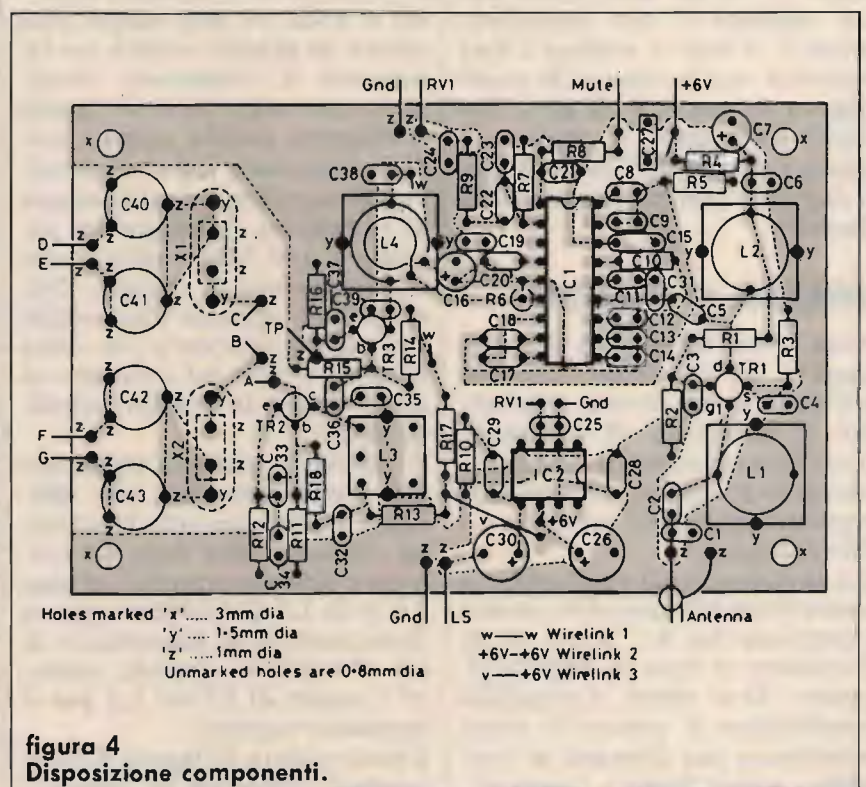 Gnd RV1 Mute +6V
x z z C7 x
C24 C23 R8 C27 R4
C38 w R9 C22 R7 C21 C8 R5 C6
z C40 z y z C9
D z X1 L4 y y C19 C15 y L2 y
E z z C10
C37 C20 IC1 C31
C41 z y z R16 C39 C16 R6 C11 C5
C TP e C18 C12 R1 R3
B z b TR3 R14 w C13 d
z R15 C17 C14 TR1
A z C35 C3 s
z C42 z y c RV1 Gnd g1 C4
F z e TR2 b C36 y R17 R10 C29 C25 R2 y
X2 z C33 L3 IC2 C28 L1
G z R18 y C2
C43 z y R12 R11 R13 +6V
z C34 C32 v C30 C26 C1 y
x z z + + z z x
Gnd LS Antenna
Holes marked 'x' ..... 3mm dia
'y' ..... 1·5mm dia
'z' ..... 1mm dia
Unmarked holes are 0·8mm dia
w—w Wirelink 1
+6V-+6V Wirelink 2
v—+6V Wirelink 3
figura 4
Disposizione componenti.